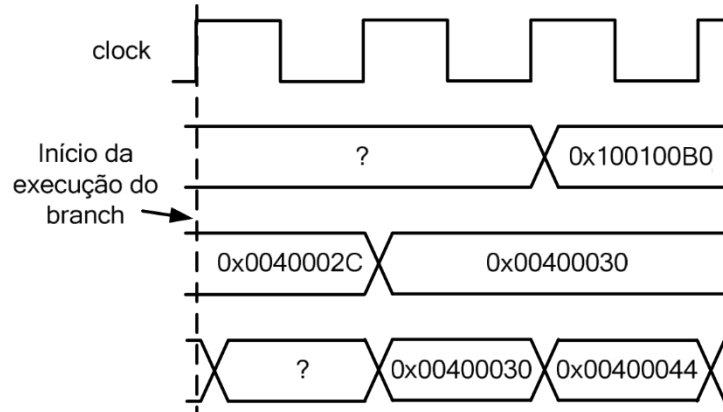 clock
Início da
execução do
branch
?
0x100100B0
0x0040002C
0x00400030
?
0x00400030
0x00400044